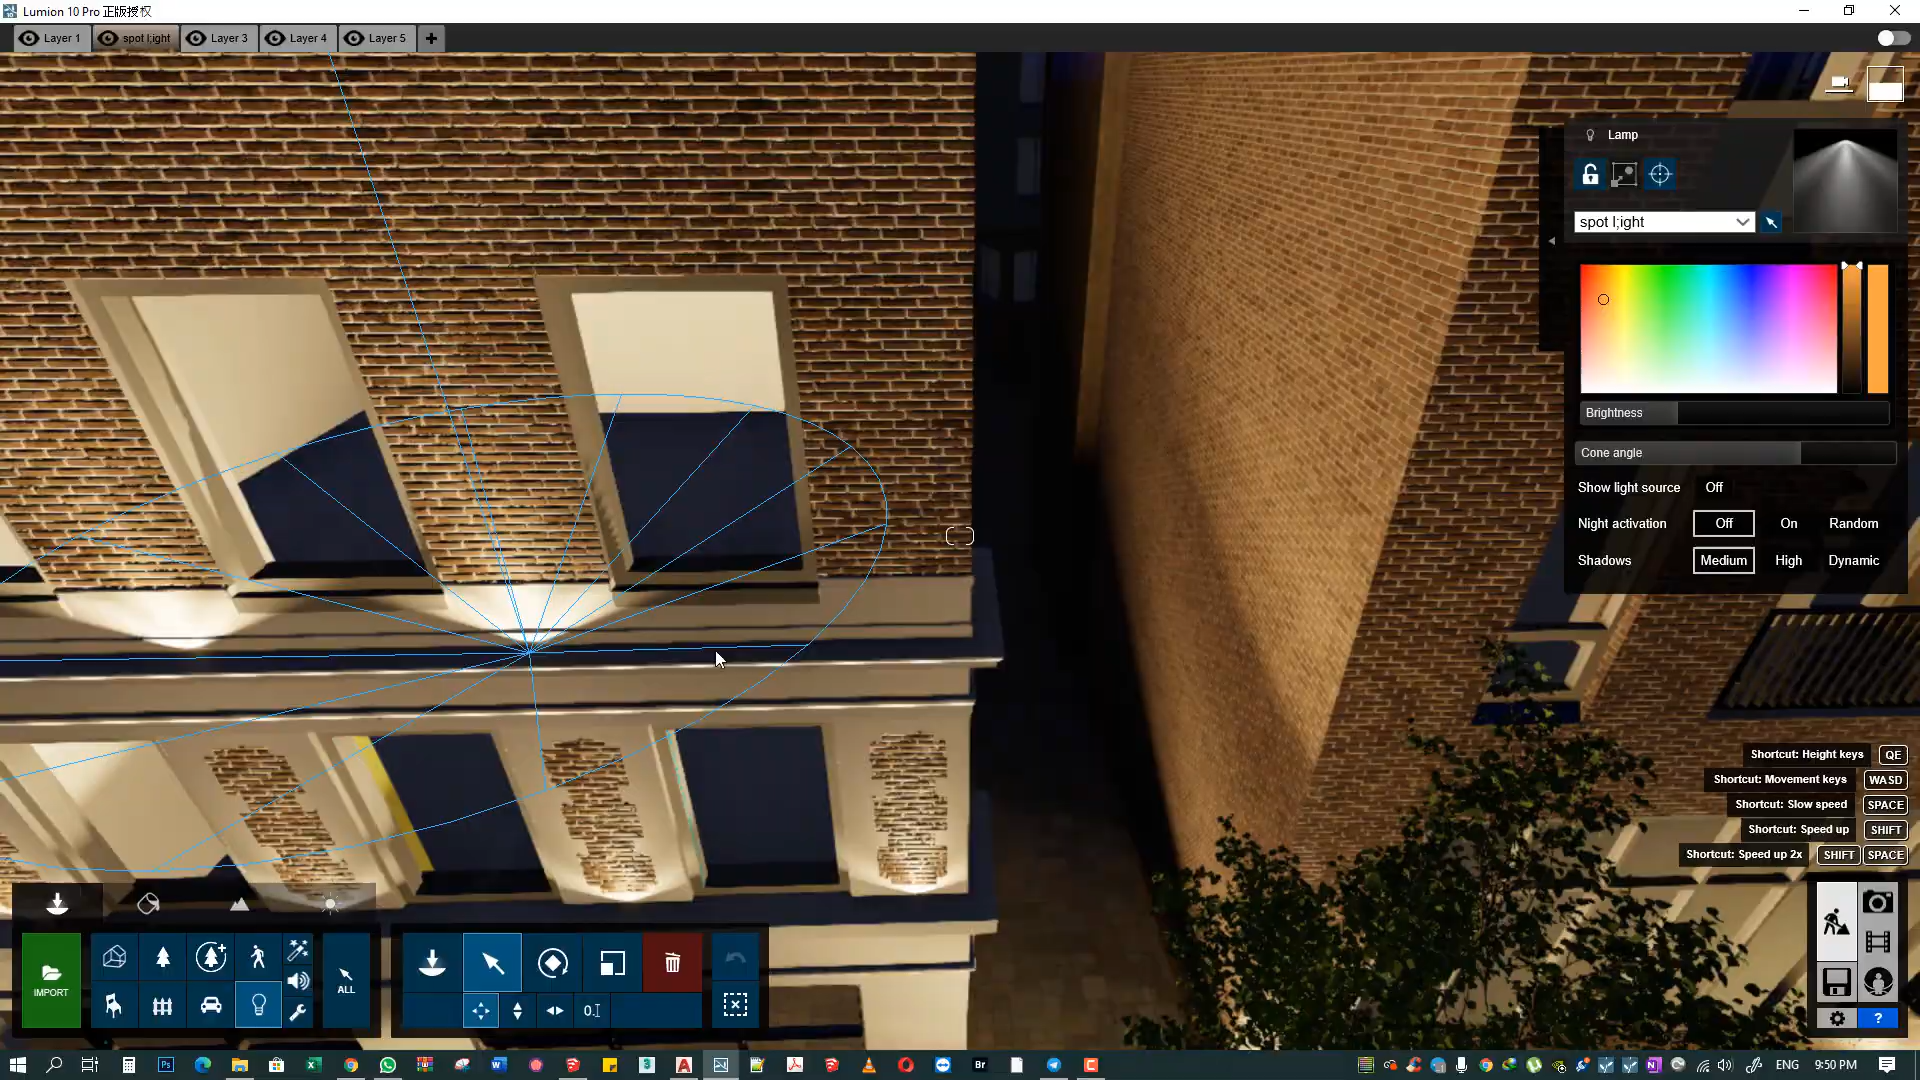 Lumion 10 Pro 正版授权
Layer 1
spot l;ight
Layer 3
Layer 4
Layer 5
+
Lamp
spot l;ight
Brightness
Cone angle
Show light source Off
Night activation Off On Random
Shadows Medium High Dynamic
Shortcut: Height keys QE
Shortcut: Movement keys WASD
Shortcut: Slow speed SPACE
Shortcut: Speed up SHIFT
Shortcut: Speed up 2x SHIFT SPACE
IMPORT
ALL
?
Ps
Br
ENG
9:50 PM